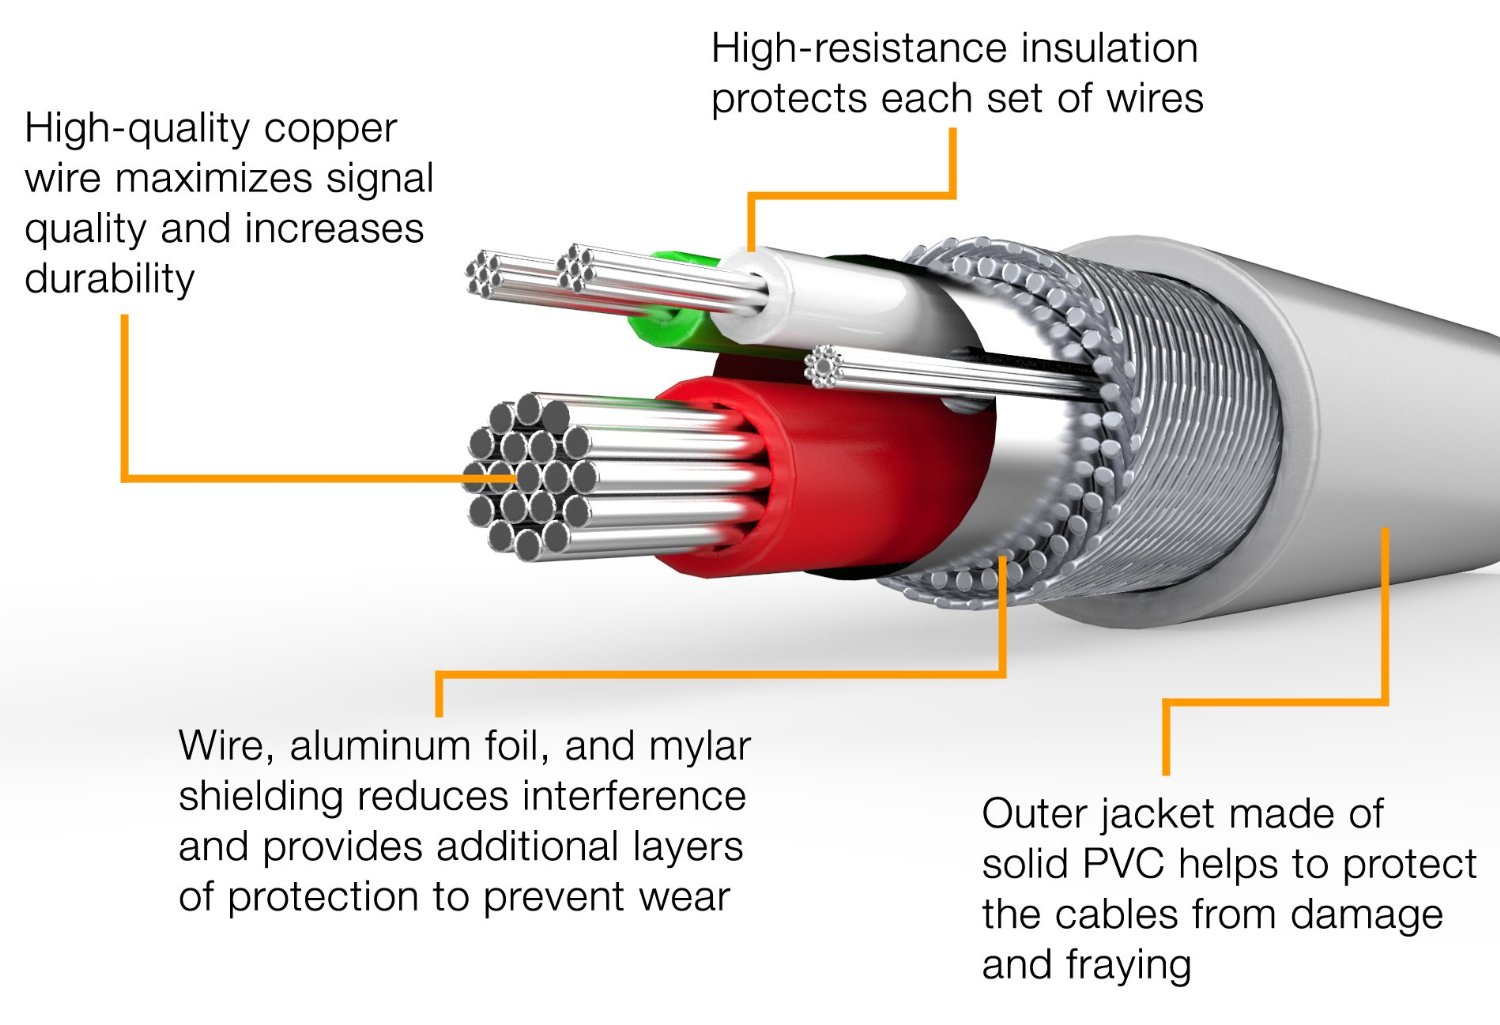 High-resistance insulation
protects each set of wires
High-quality copper
wire maximizes signal
quality and increases
durability
Wire, aluminum foil, and mylar
shielding reduces interference
and provides additional layers
of protection to prevent wear
Outer jacket made of
solid PVC helps to protect
the cables from damage
and fraying